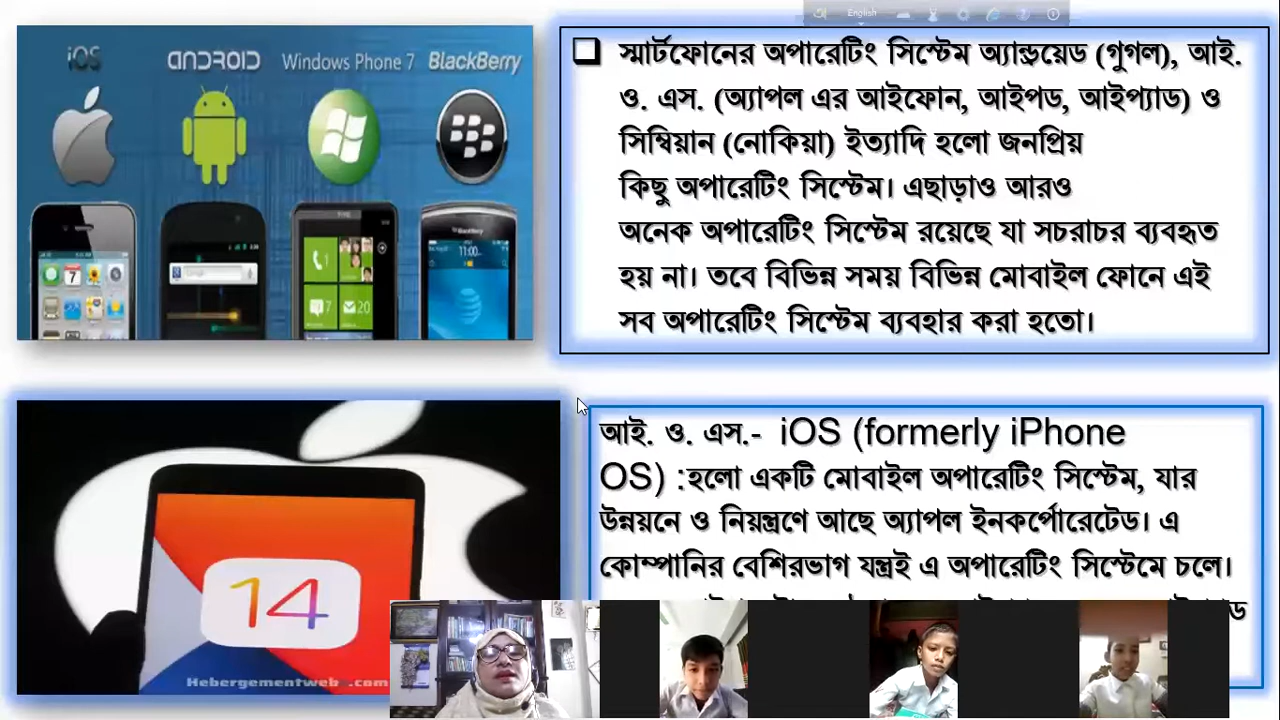 English
iOS
ANDROID
Windows Phone 7
BlackBerry
স্মার্টফোনের অপারেটিং সিস্টেম অ্যান্ড্রয়েড (গুগল), আই.
ও. এস. (অ্যাপল এর আইফোন, আইপড, আইপ্যাড) ও
সিম্বিয়ান (নোকিয়া) ইত্যাদি হলো জনপ্রিয়
কিছু অপারেটিং সিস্টেম। এছাড়াও আরও
অনেক অপারেটিং সিস্টেম রয়েছে যা সচরাচর ব্যবহৃত
হয় না। তবে বিভিন্ন সময় বিভিন্ন মোবাইল ফোনে এই
সব অপারেটিং সিস্টেম ব্যবহার করা হতো।
আই. ও. এস.- iOS (formerly iPhone
OS) :হলো একটি মোবাইল অপারেটিং সিস্টেম, যার
উন্নয়নে ও নিয়ন্ত্রণে আছে অ্যাপল ইনকর্পোরেটেড। এ
কোম্পানির বেশিরভাগ যন্ত্রই এ অপারেটিং সিস্টেমে চলে।
14
Hebergementweb .com